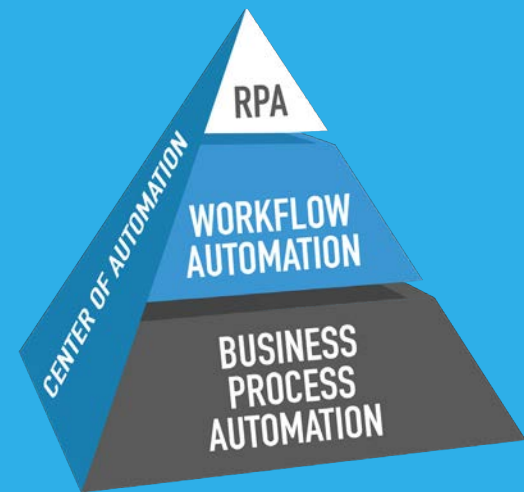 RPA
WORKFLOW
AUTOMATION
BUSINESS
PROCESS
AUTOMATION
CENTER OF AUTOMATION